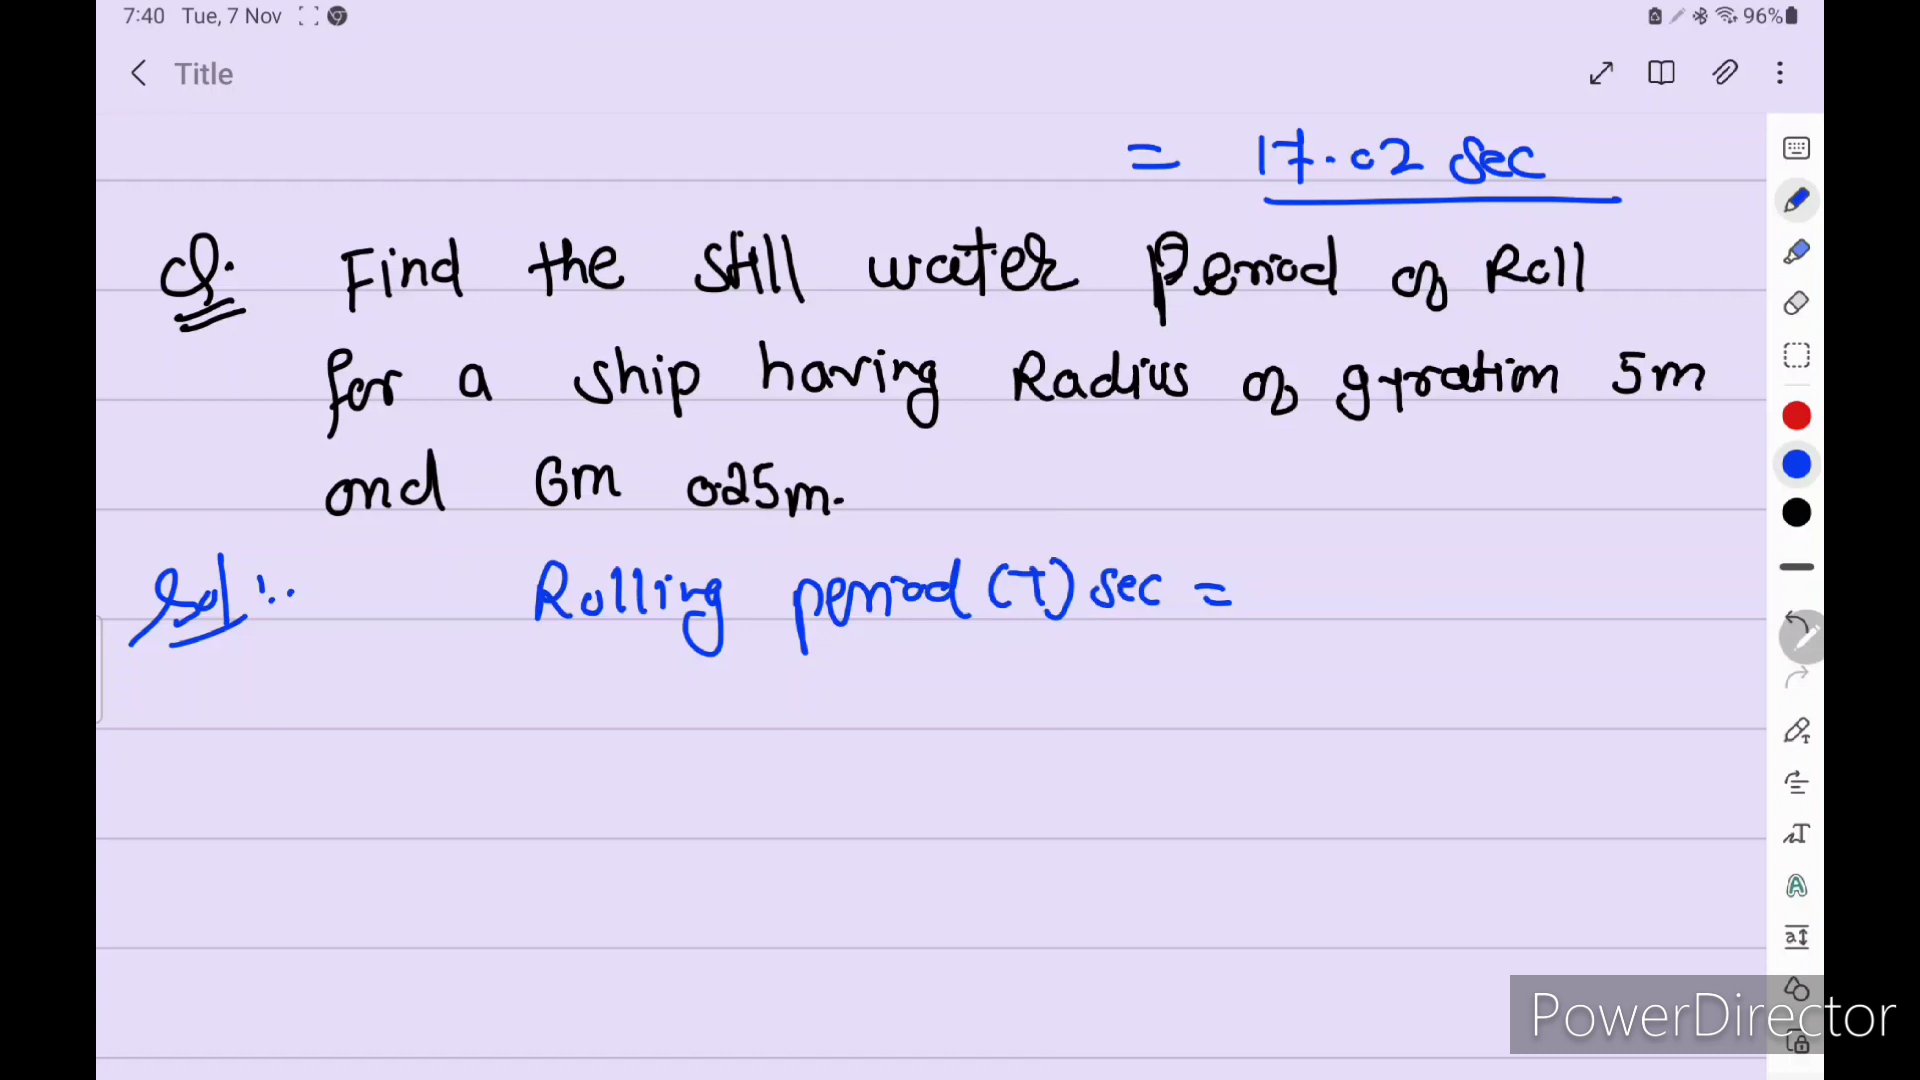 7:40 Tue, 7 Nov 96%
Title
= 17.02 sec
Q. Find the still water Period of Roll
for a ship having Radius of gyration 5m
and Gm 0.25m.
Sol:. Rolling period (T) sec =
PowerDirector